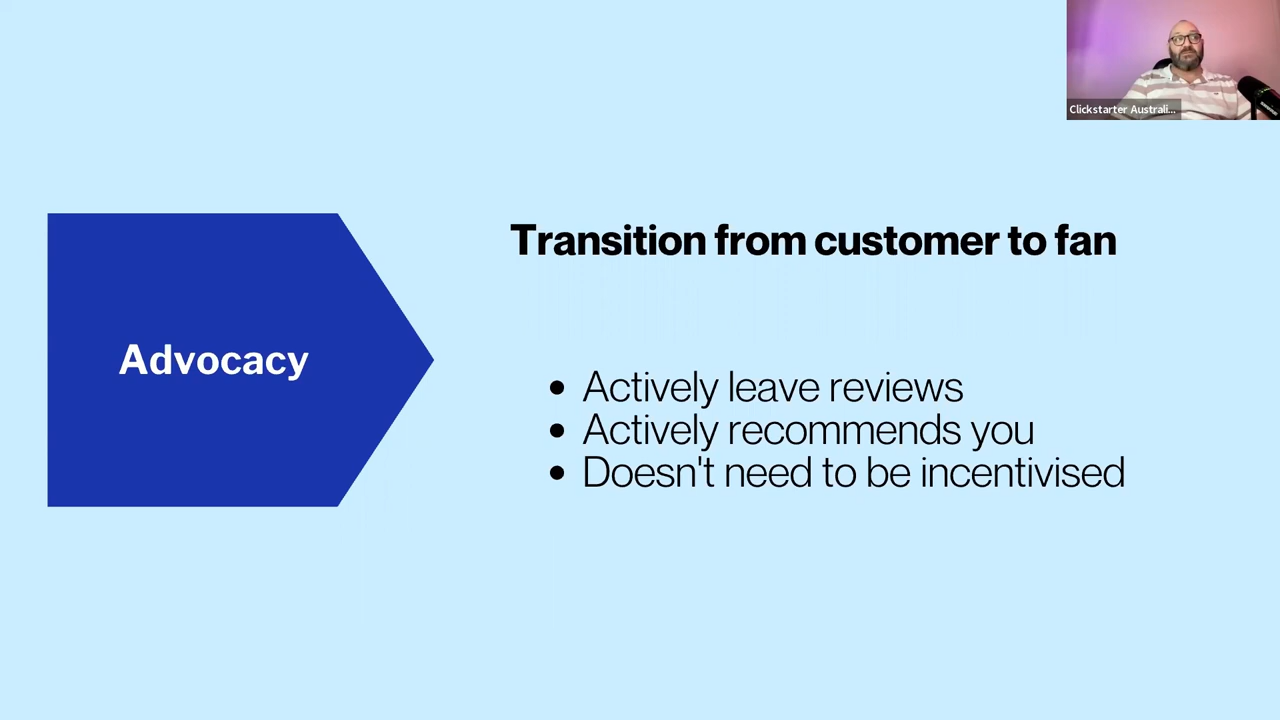 Clickstarter Australi...
Transition from customer to fan
Advocacy
Actively leave reviews
Actively recommends you
Doesn't need to be incentivised